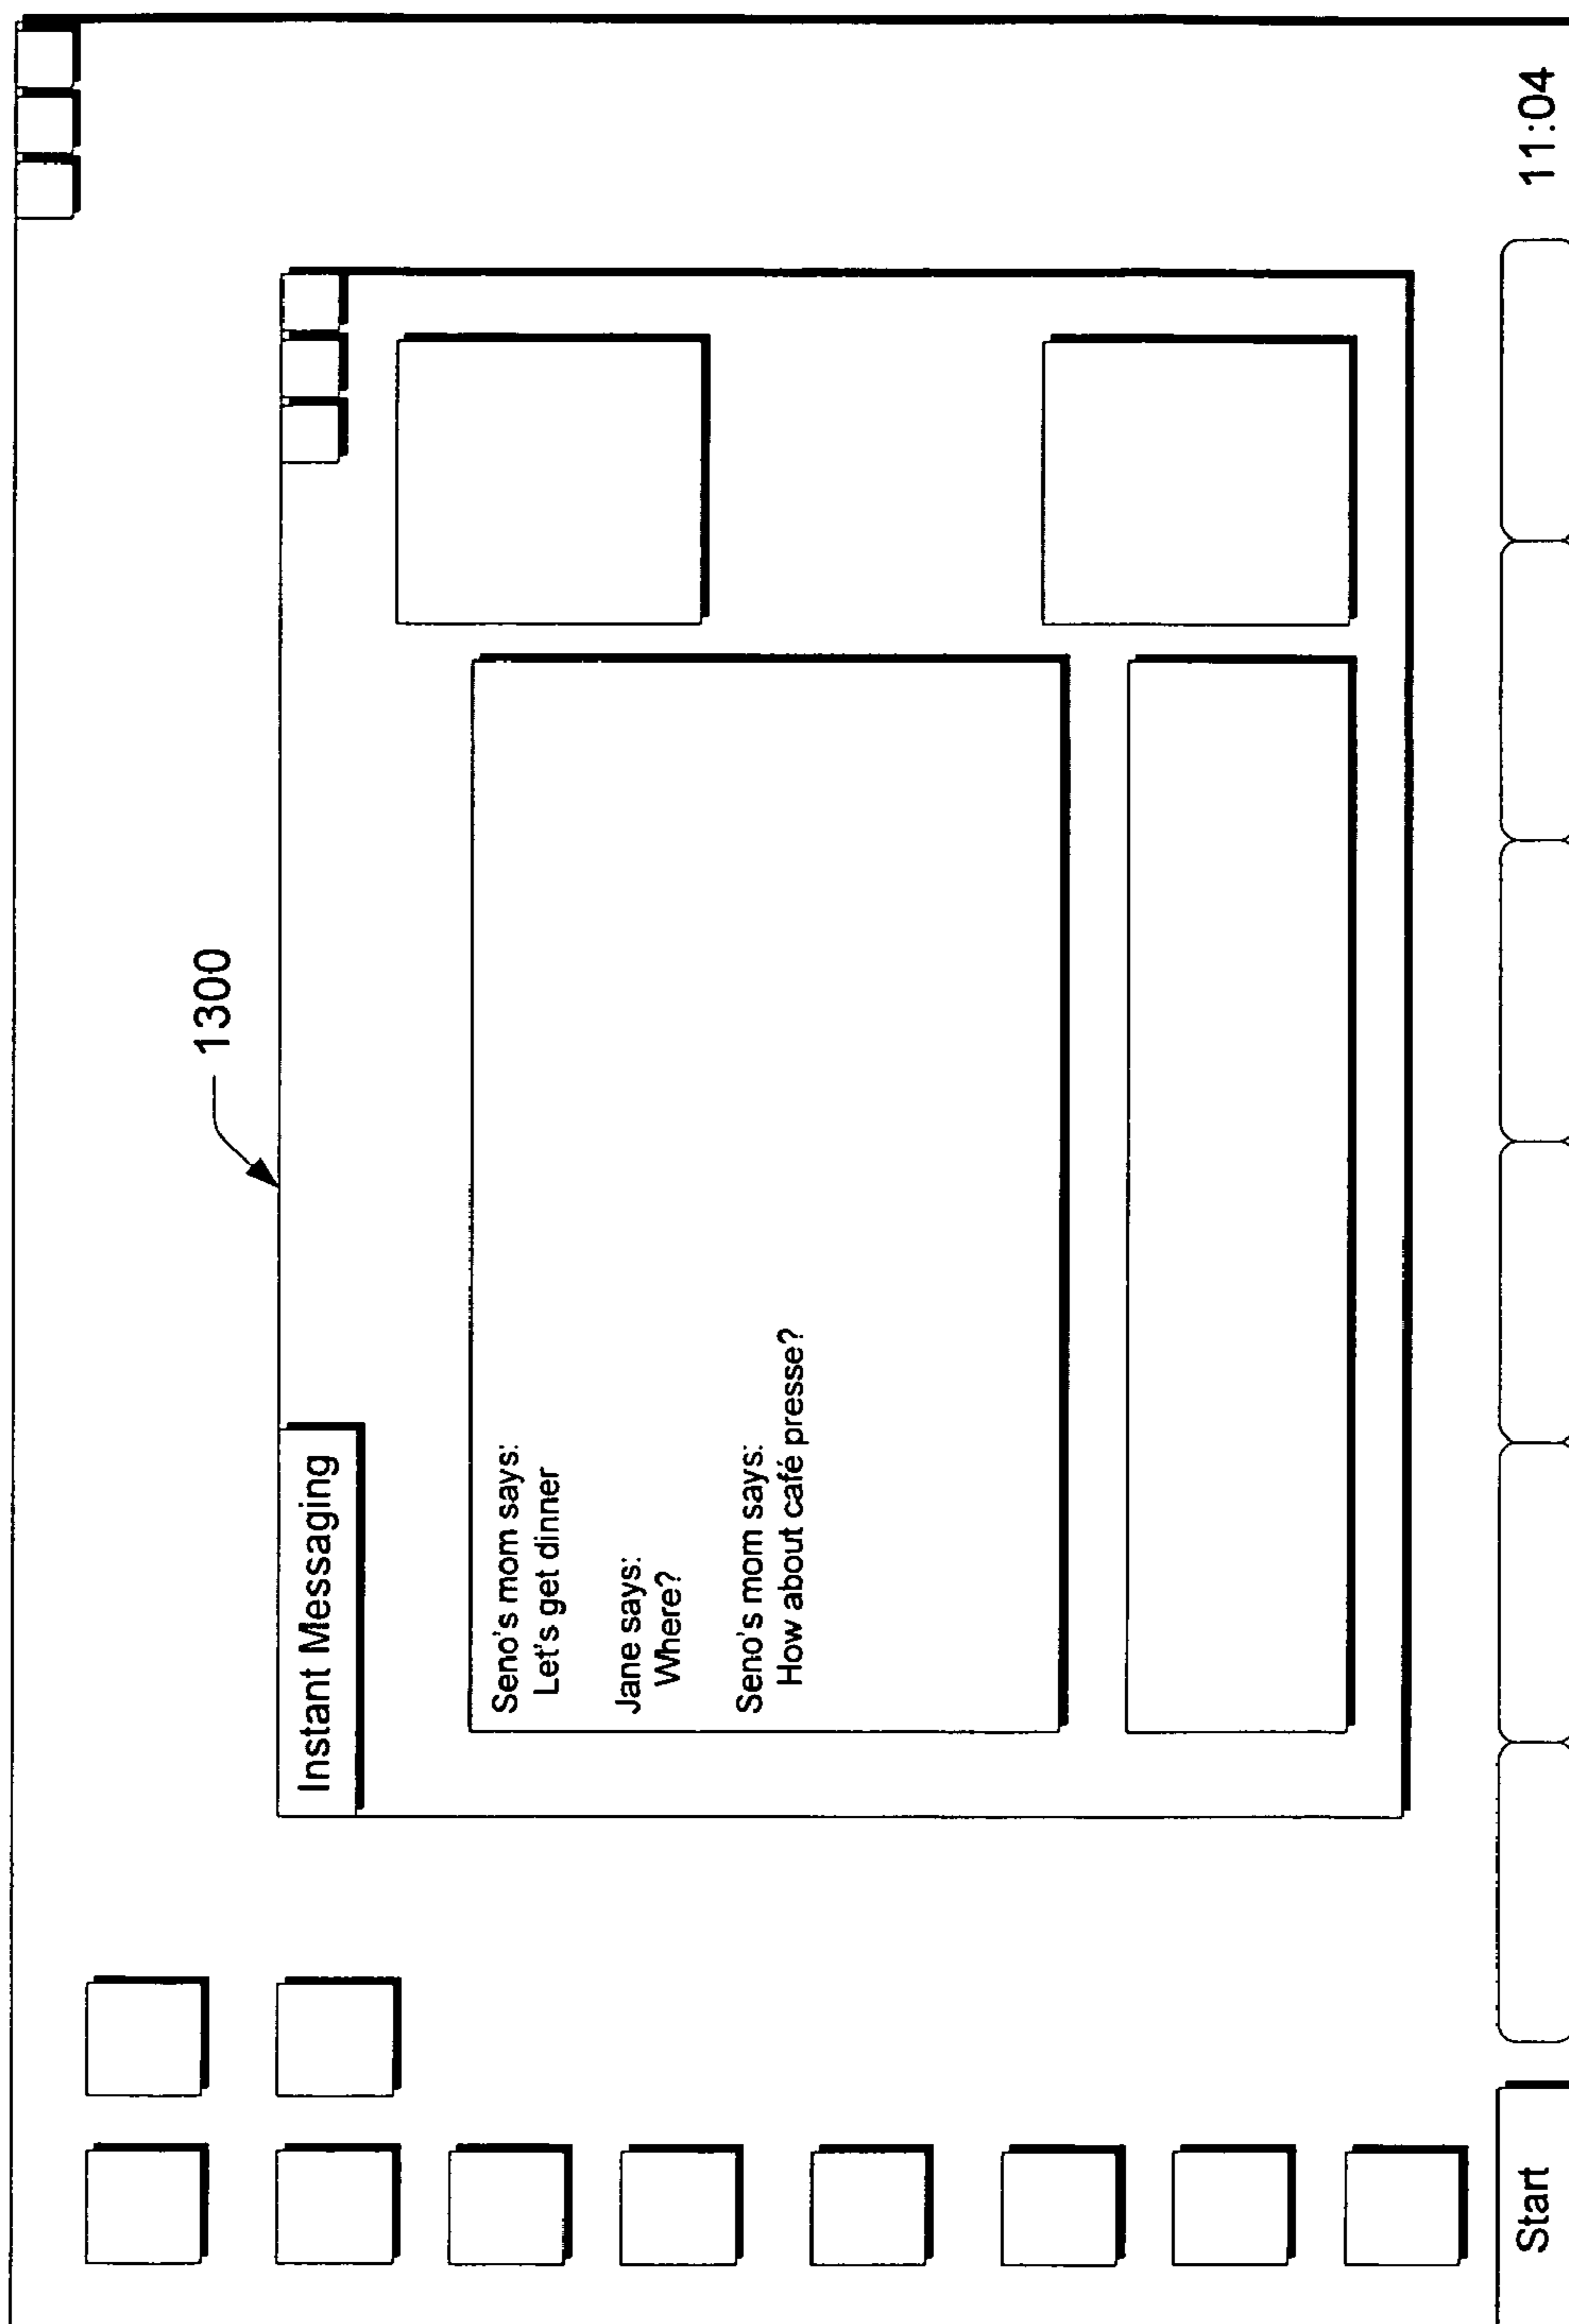 1300
Instant Messaging
Seno's mom says:
Let's get dinner
Jane says:
Where?
Seno's mom says:
How about café presse?
Start
11:04